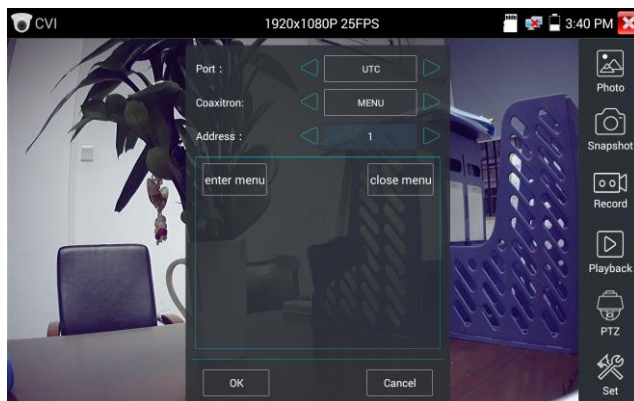 CVI 1920x1080P 25FPS 3:40 PM
Photo
Snapshot
Record
Playback
PTZ
Set
Port : UTC
Coaxitron: MENU
Address : 1
enter menu close menu
OK Cancel